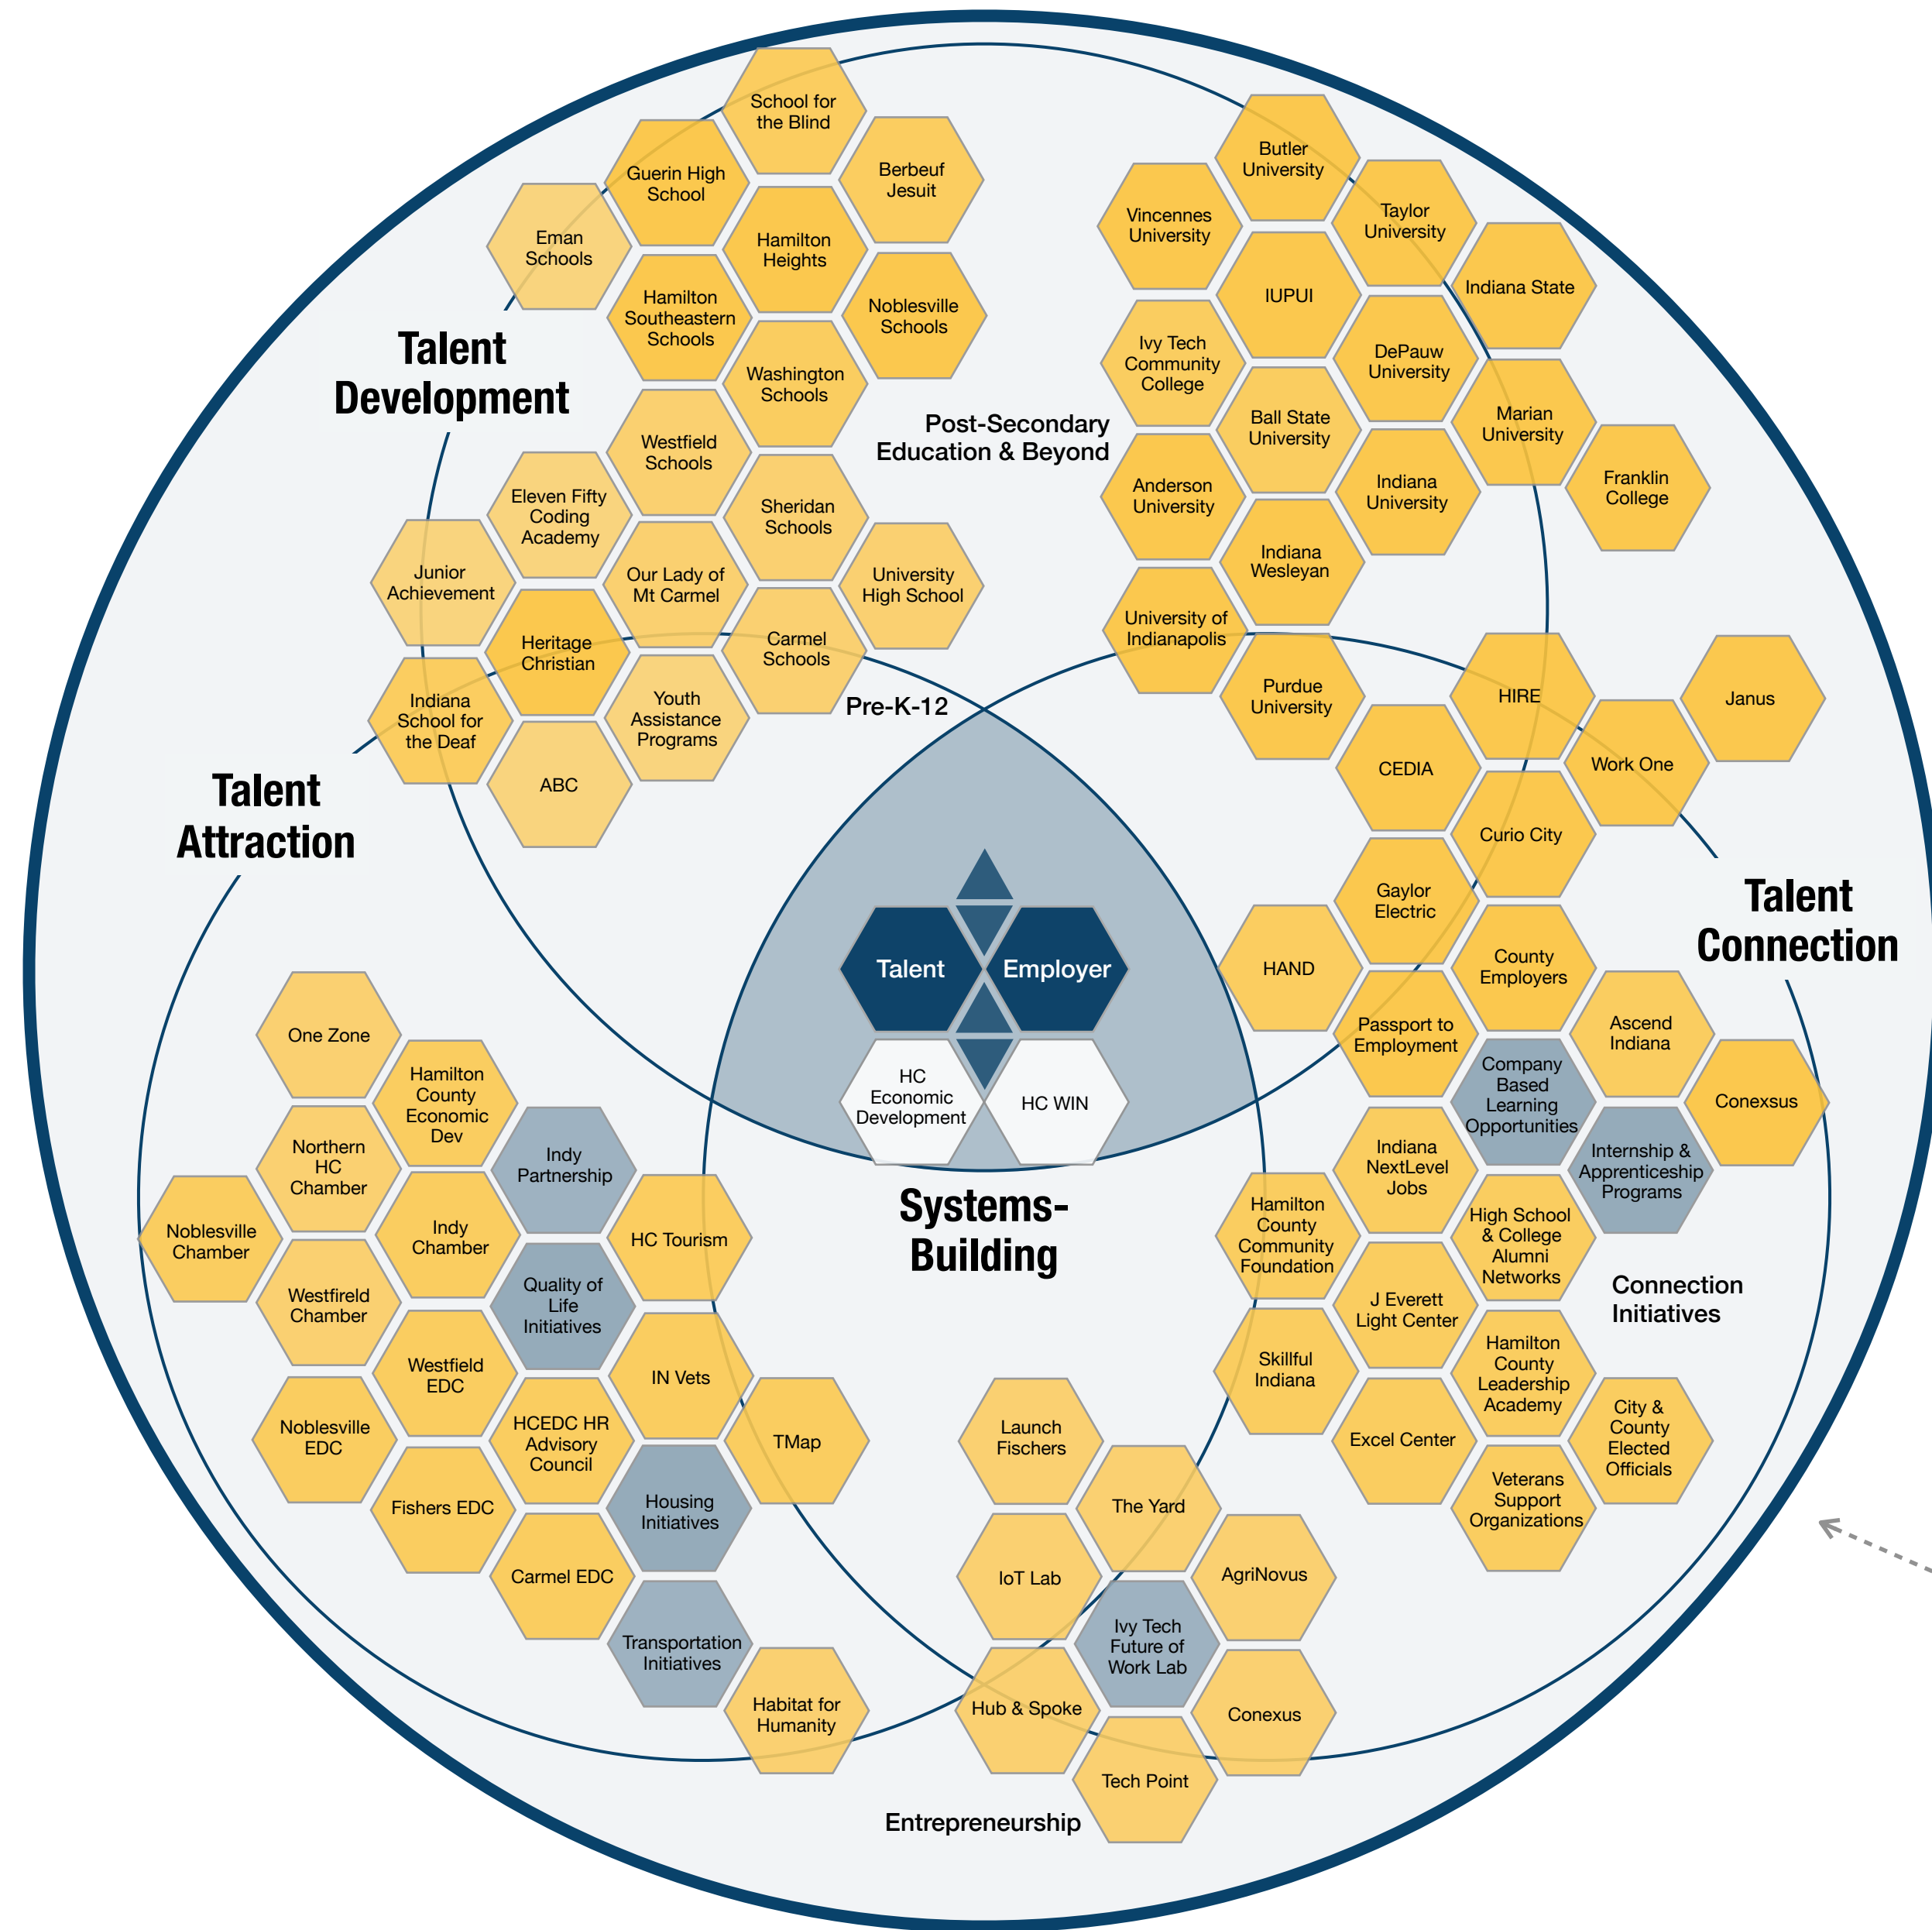 School for
the Blind
Guerin High
School
Berbeuf
Jesuit
Eman
Schools
Hamilton
Heights
Hamilton
Southeastern
Schools
Noblesville
Schools
Talent
Development
Washington
Schools
Westfield
Schools
Eleven Fifty
Coding
Academy
Sheridan
Schools
Junior
Achievement
Our Lady of
Mt Carmel
University
High School
Heritage
Christian
Carmel
Schools
Indiana
School for
the Deaf
Youth
Assistance
Programs
ABC
Pre-K-12
Butler
University
Vincennes
University
Taylor
University
IUPUI
Indiana State
Ivy Tech
Community
College
DePauw
University
Post-Secondary
Education & Beyond
Ball State
University
Marian
University
Anderson
University
Indiana
University
Franklin
College
Indiana
Wesleyan
University of
Indianapolis
Purdue
University
HIRE
Janus
CEDIA
Work One
Curio City
Talent
Attraction
Gaylor
Electric
Talent
Connection
HAND
County
Employers
Passport to
Employment
Ascend
Indiana
Company
Based
Learning
Opportunities
Conexsus
Indiana
NextLevel
Jobs
Internship &
Apprenticeship
Programs
Hamilton
County
Community
Foundation
High School
& College
Alumni
Networks
Connection
Initiatives
J Everett
Light Center
Skillful
Indiana
Hamilton
County
Leadership
Academy
Excel Center
City &
County
Elected
Officials
Veterans
Support
Organizations
Talent
Employer
HC
Economic
Development
HC WIN
Systems-
Building
One Zone
Hamilton
County
Economic
Dev
Northern
HC
Chamber
Indy
Partnership
Noblesville
Chamber
Indy
Chamber
HC Tourism
Westfireld
Chamber
Quality of
Life
Initiatives
Westfield
EDC
IN Vets
Noblesville
EDC
HCEDC HR
Advisory
Council
TMap
Fishers EDC
Housing
Initiatives
Carmel EDC
Transportation
Initiatives
Habitat for
Humanity
Launch
Fischers
The Yard
IoT Lab
AgriNovus
Ivy Tech
Future of
Work Lab
Hub & Spoke
Conexus
Tech Point
Entrepreneurship